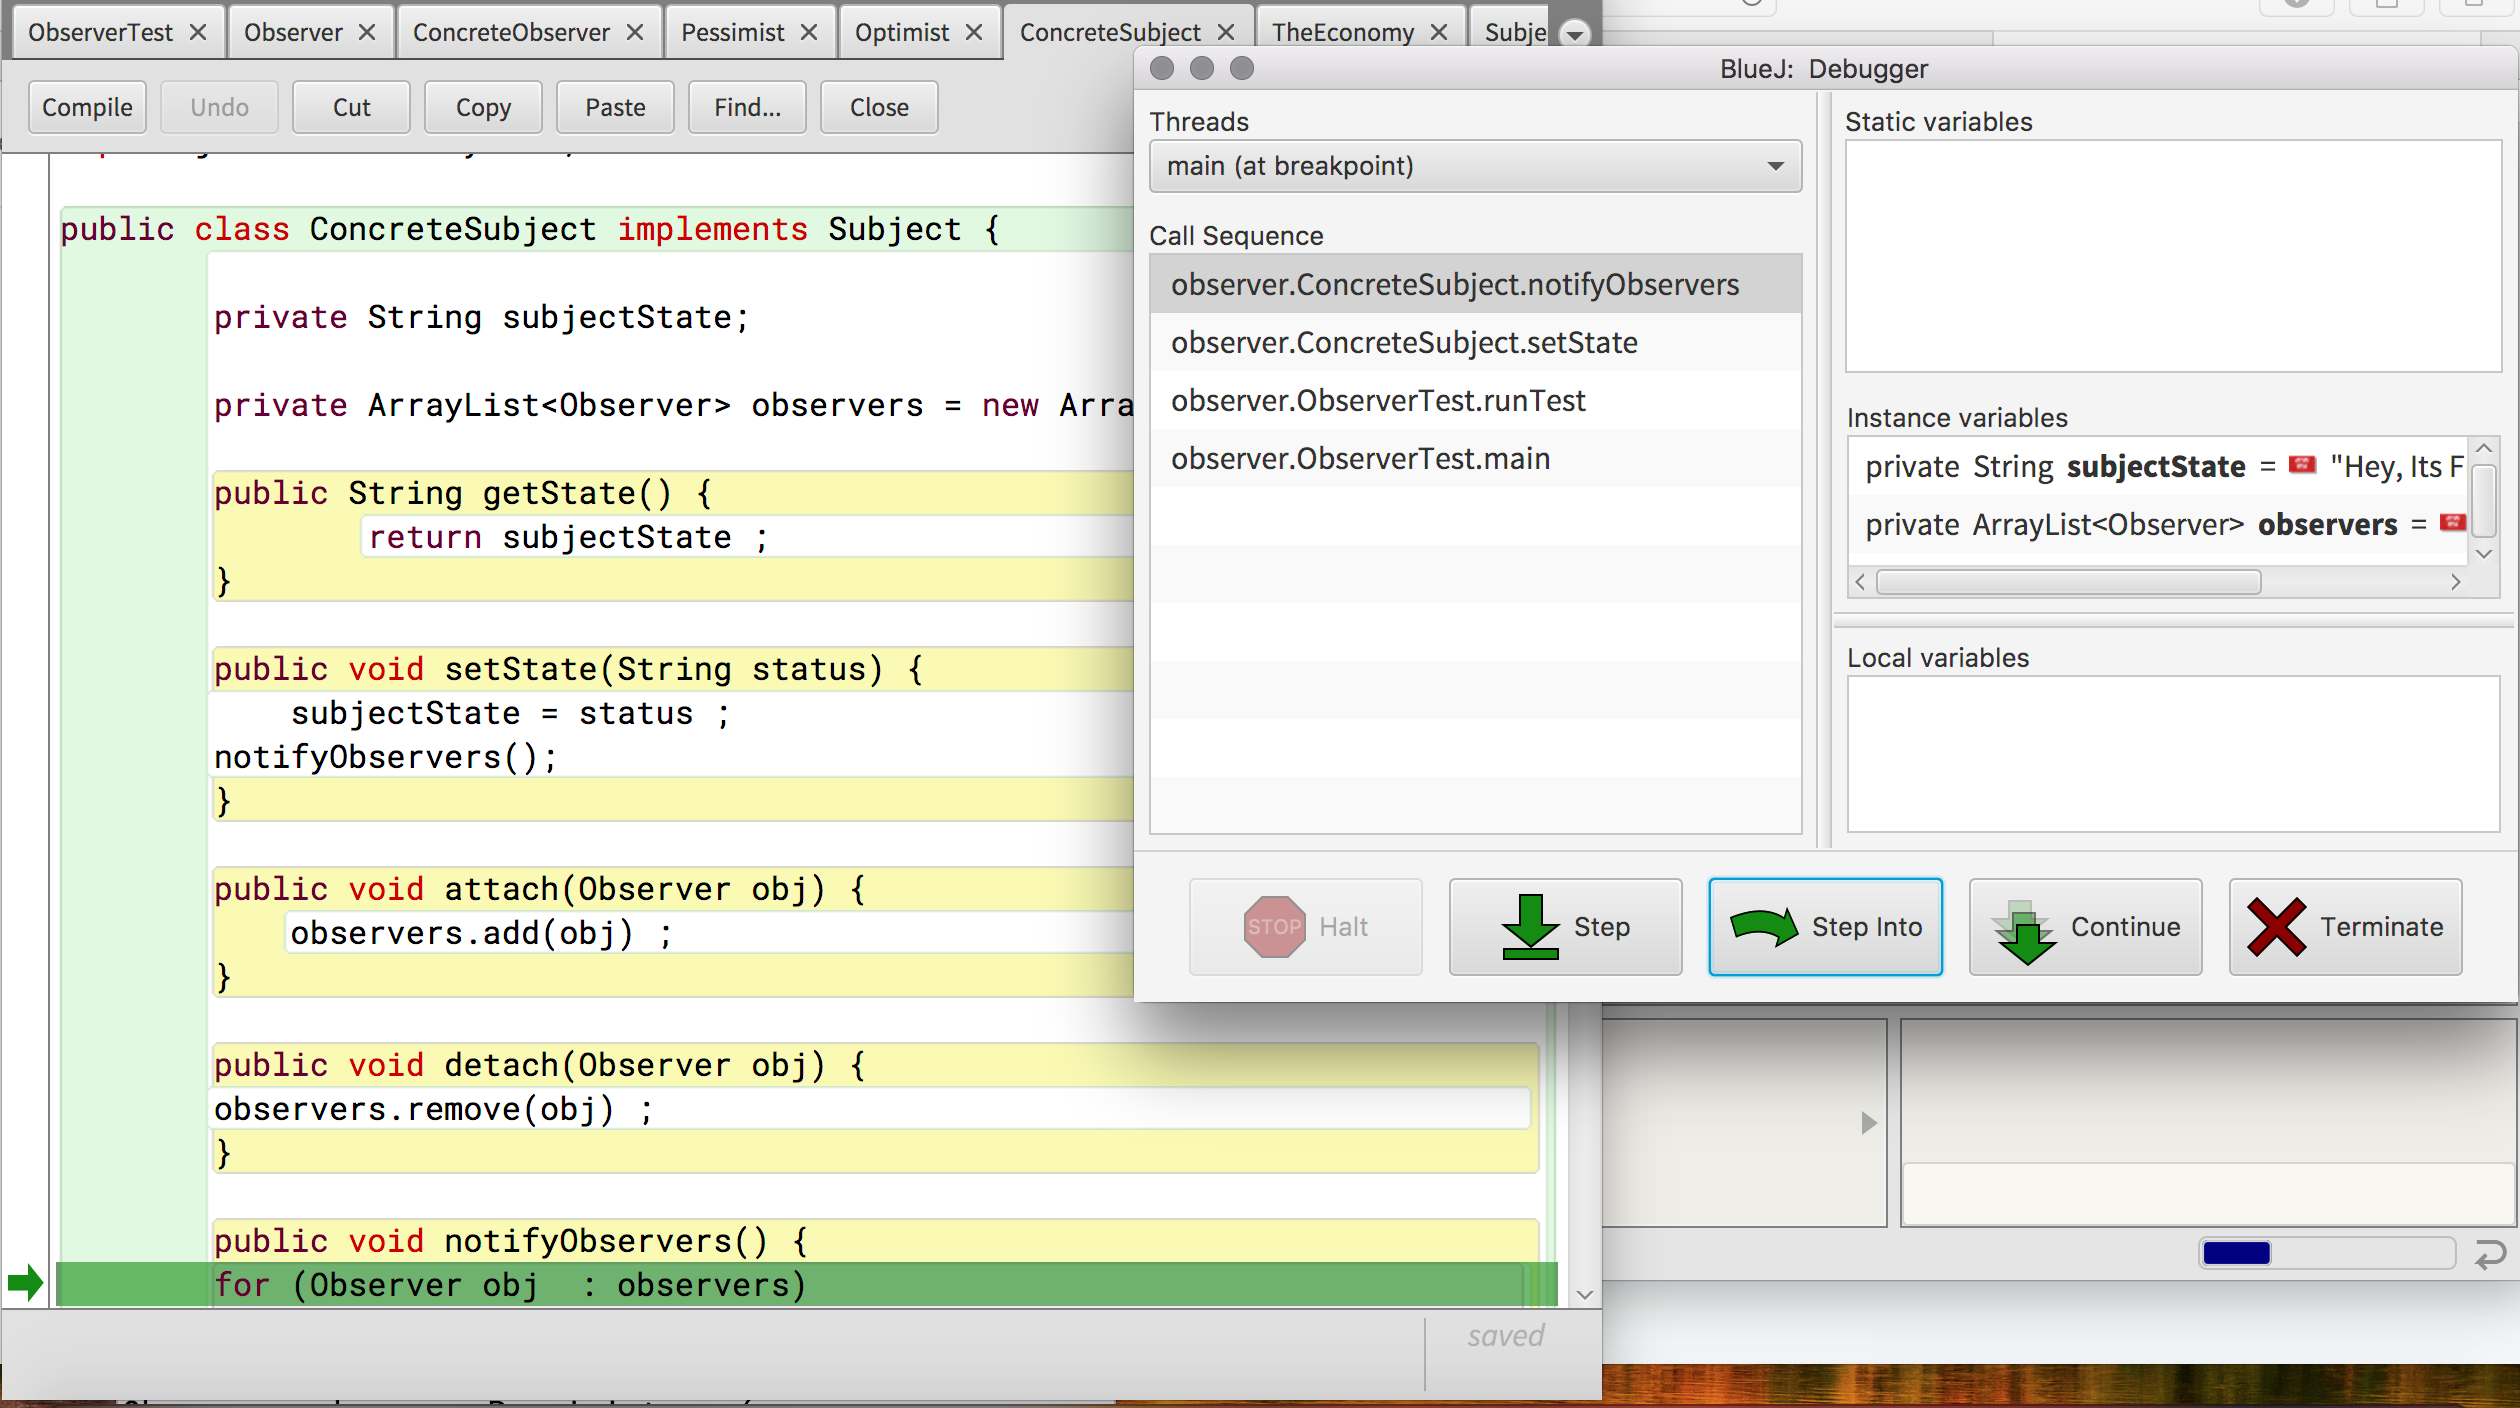 ObserverTest Observer ConcreteObserver Pessimist Optimist ConcreteSubject TheEconomy Subje
Compile Undo Cut Copy Paste Find... Close
public class ConcreteSubject implements Subject {
private String subjectState;
private ArrayList<Observer> observers = new Arra
public String getState() {
return subjectState ;
}
public void setState(String status) {
subjectState = status ;
notifyObservers();
}
public void attach(Observer obj) {
observers.add(obj) ;
}
public void detach(Observer obj) {
observers.remove(obj) ;
}
public void notifyObservers() {
for (Observer obj : observers)
saved
BlueJ: Debugger
Threads
main (at breakpoint)
Call Sequence
observer.ConcreteSubject.notifyObservers
observer.ConcreteSubject.setState
observer.ObserverTest.runTest
observer.ObserverTest.main
Static variables
Instance variables
private String subjectState = "Hey, Its F
private ArrayList<Observer> observers =
Local variables
STOP Halt
Step
Step Into
Continue
Terminate